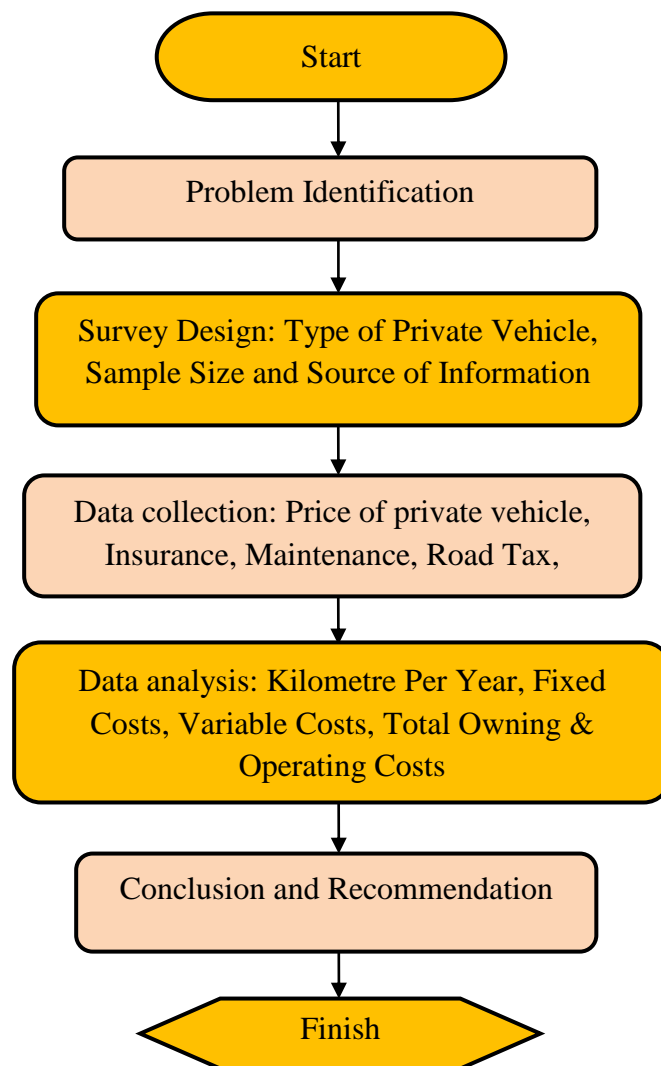 Start
Problem Identification
Survey Design: Type of Private Vehicle,
Sample Size and Source of Information
Data collection: Price of private vehicle,
Insurance, Maintenance, Road Tax,
Data analysis: Kilometre Per Year, Fixed
Costs, Variable Costs, Total Owning &
Operating Costs
Conclusion and Recommendation
Finish